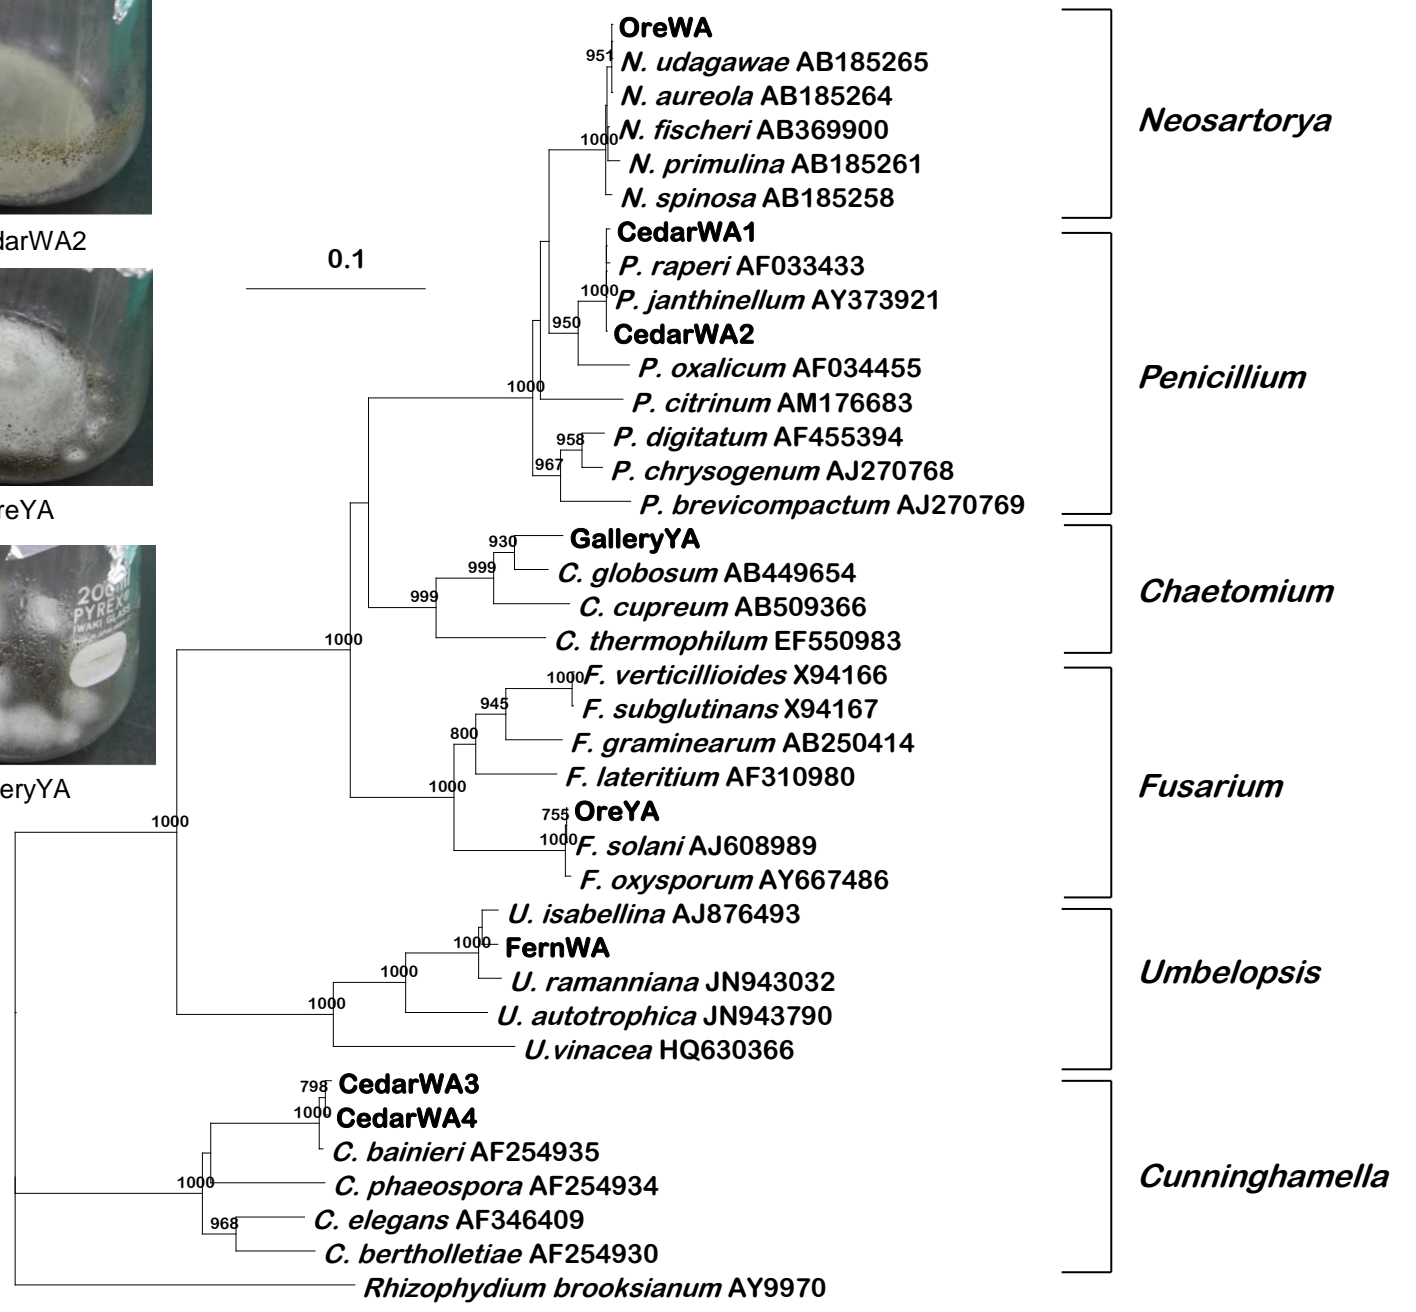 darWA2
reYA
200ml
PYREX®
IWAKI GLASS
eryYA
0.1
951
OreWA
N. udagawae AB185265
N. aureola AB185264
1000
N. fischeri AB369900
N. primulina AB185261
N. spinosa AB185258
Neosartorya
CedarWA1
P. raperi AF033433
1000
P. janthinellum AY373921
950
CedarWA2
P. oxalicum AF034455
1000
P. citrinum AM176683
958
P. digitatum AF455394
967
P. chrysogenum AJ270768
P. brevicompactum AJ270769
Penicillium
930
GalleryYA
999
C. globosum AB449654
999
C. cupreum AB509366
1000
C. thermophilum EF550983
Chaetomium
1000
F. verticillioides X94166
945
F. subglutinans X94167
800
F. graminearum AB250414
1000
F. lateritium AF310980
755
OreYA
1000
F. solani AJ608989
F. oxysporum AY667486
Fusarium
1000
U. isabellina AJ876493
1000
FernWA
1000
U. ramanniana JN943032
1000
U. autotrophica JN943790
U.vinacea HQ630366
Umbelopsis
798
CedarWA3
1000
CedarWA4
C. bainieri AF254935
1000
C. phaeospora AF254934
968
C. elegans AF346409
C. bertholletiae AF254930
Cunninghamella
Rhizophydium brooksianum AY9970